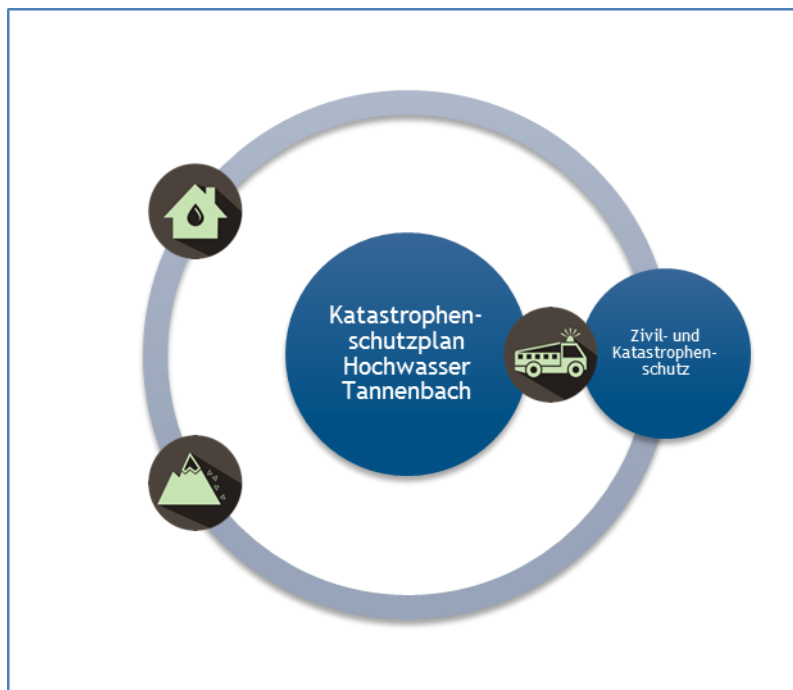 Katastrophen-
schutzplan
Hochwasser
Tannenbach
Zivil- und
Katastrophen-
schutz